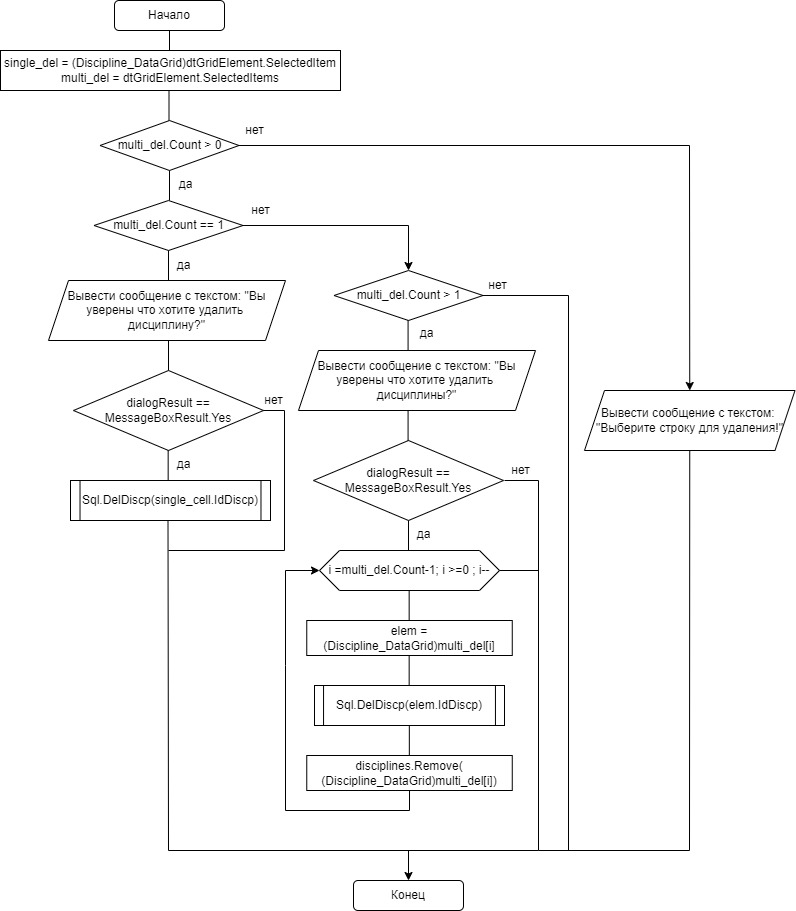 Начало
single_del = (Discipline_DataGrid)dtGridElement.SelectedItem
multi_del = dtGridElement.SelectedItems
multi_del.Count > 0
нет
да
multi_del.Count == 1
нет
да
Вывести сообщение с текстом: "Вы
уверены что хотите удалить
дисциплину?"
dialogResult ==
MessageBoxResult.Yes
нет
да
Sql.DelDiscp(single_cell.IdDiscp)
multi_del.Count > 1
нет
да
Вывести сообщение с текстом: "Вы
уверены что хотите удалить
дисциплины?"
dialogResult ==
MessageBoxResult.Yes
нет
да
i =multi_del.Count-1; i >=0 ; i--
elem =
(Discipline_DataGrid)multi_del[i]
Sql.DelDiscp(elem.IdDiscp)
disciplines.Remove(
(Discipline_DataGrid)multi_del[i])
Вывести сообщение с текстом:
"Выберите строку для удаления!"
Конец